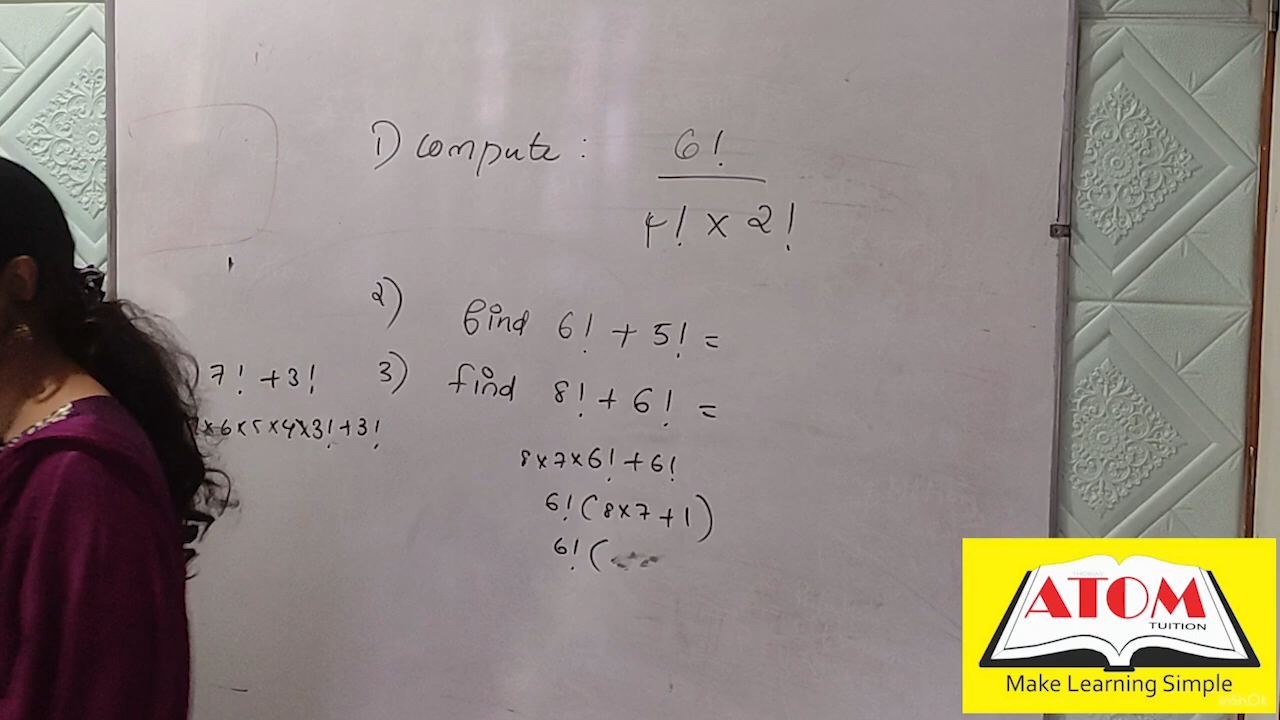 1) compute : 6!
4! x 2!
2) find 6! + 5! =
3) find 8! + 6! =
8x7x6! + 6!
6! (8x7+1)
6! (
) 7! + 3!
x6x5x4x3! + 3!
ATOM
TUITION
Make Learning Simple